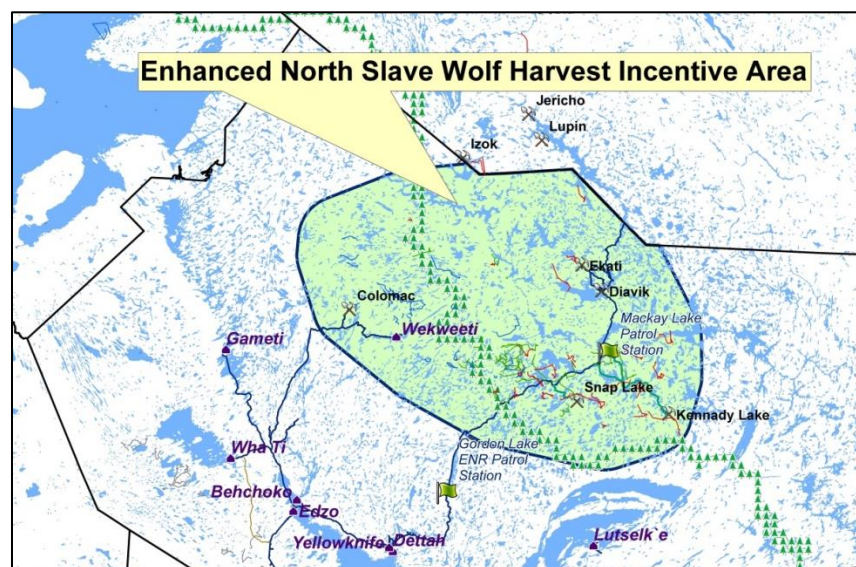 Enhanced North Slave Wolf Harvest Incentive Area
Jericho
Lupin
Izok
Ekati
Diavik
Colomac
Mackay Lake
Patrol
Station
Wekweeti
Gameti
Snap Lake
Kennady Lake
Gordon Lake
ENR Patrol
Station
Wha Ti
Behchoko
Edzo
Yellowknife
Dettah
Lutselk`e